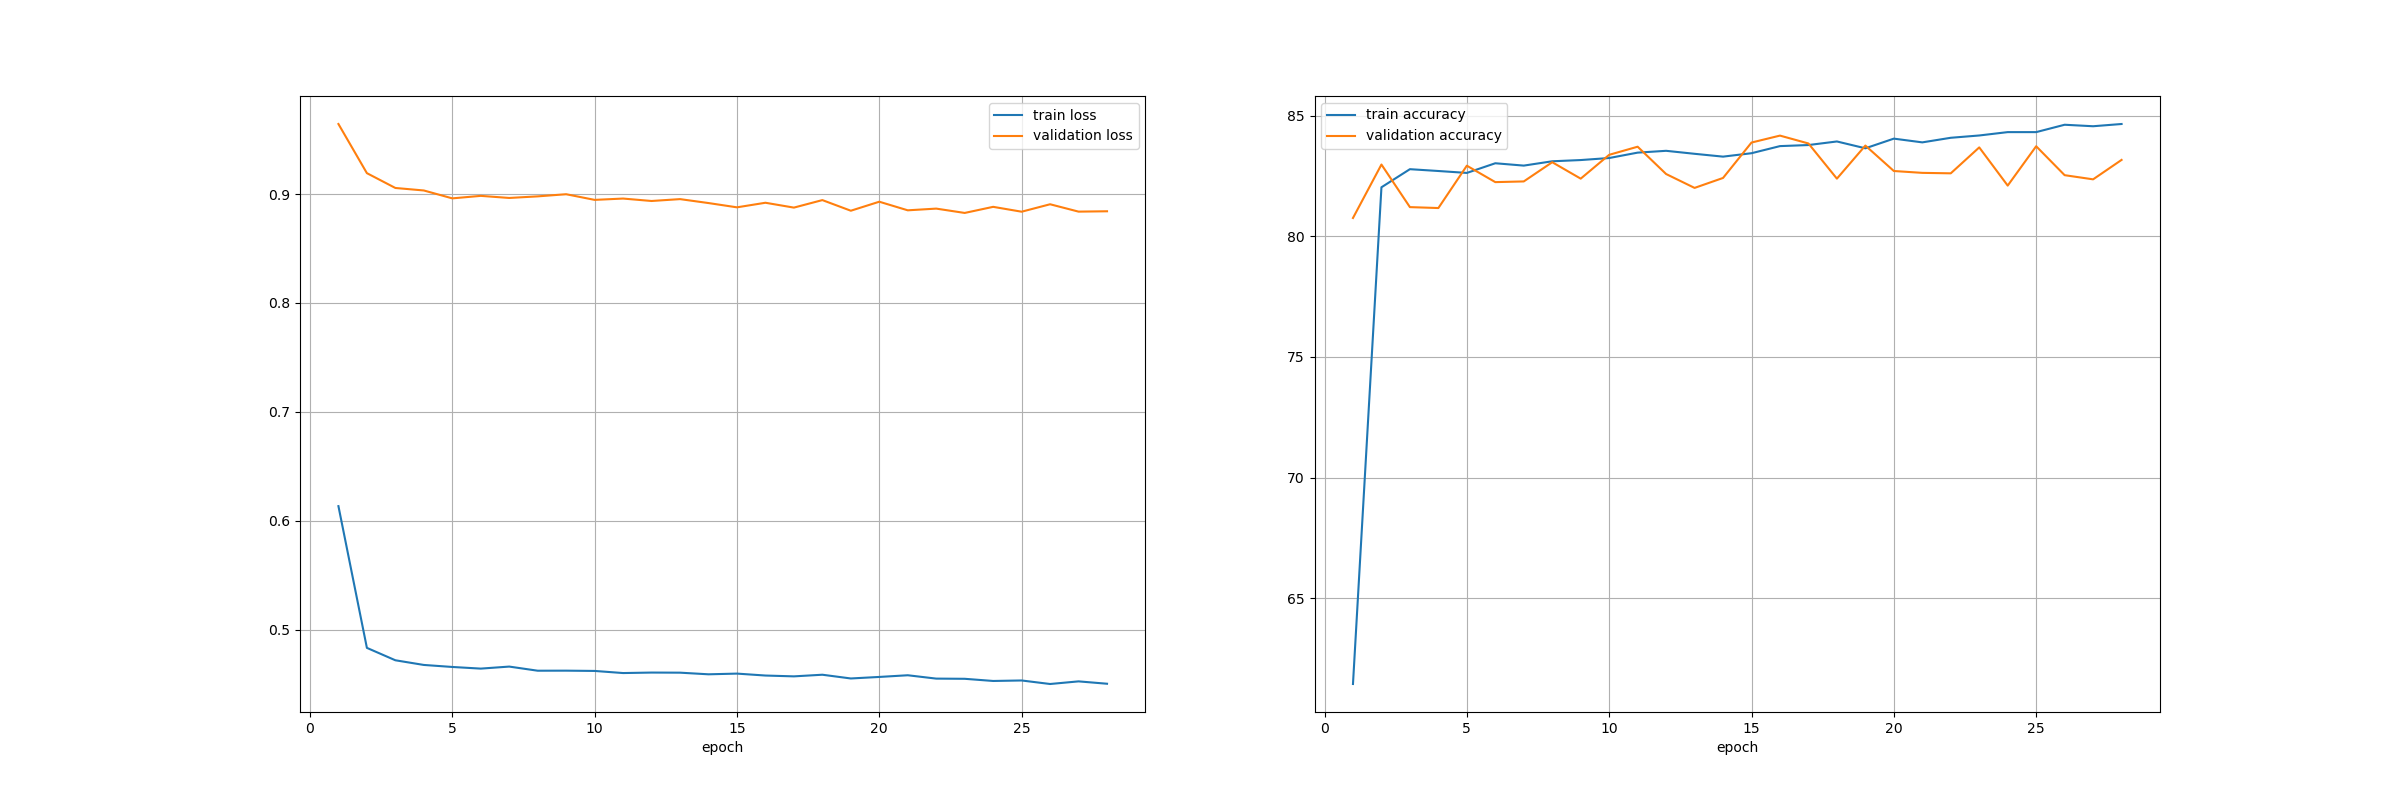 train loss
validation loss
0.9
0.8
0.7
0.6
0.5
0 5 10 15 20 25
epoch
train accuracy
validation accuracy
85
80
75
70
65
0 5 10 15 20 25
epoch